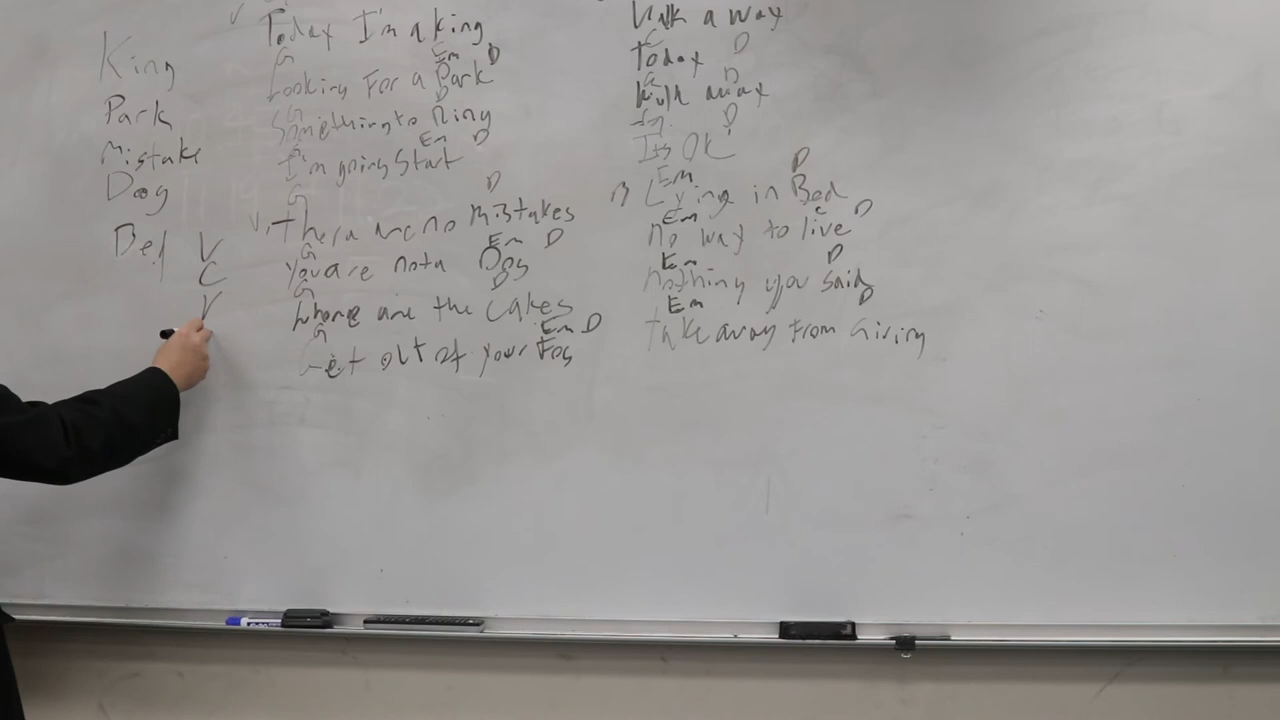 King
Park
Mistake
Dog
Bed
V
C
V
V
Today I'm a king
G Em D
Looking For a Park
G D
Something to Ring
G Em D
I'm going Start
G D
V. There are no Mistakes
G Em D
You are not a Dog
G D
where are the cakes
G Em D
Get out of your Fog
Walk a way
C D
Today
G D
walk away
D
Its OK
Em D
B Lying in Bed
Em C D
no way to live
Em D
nothing you said
Em D
take away from Giving